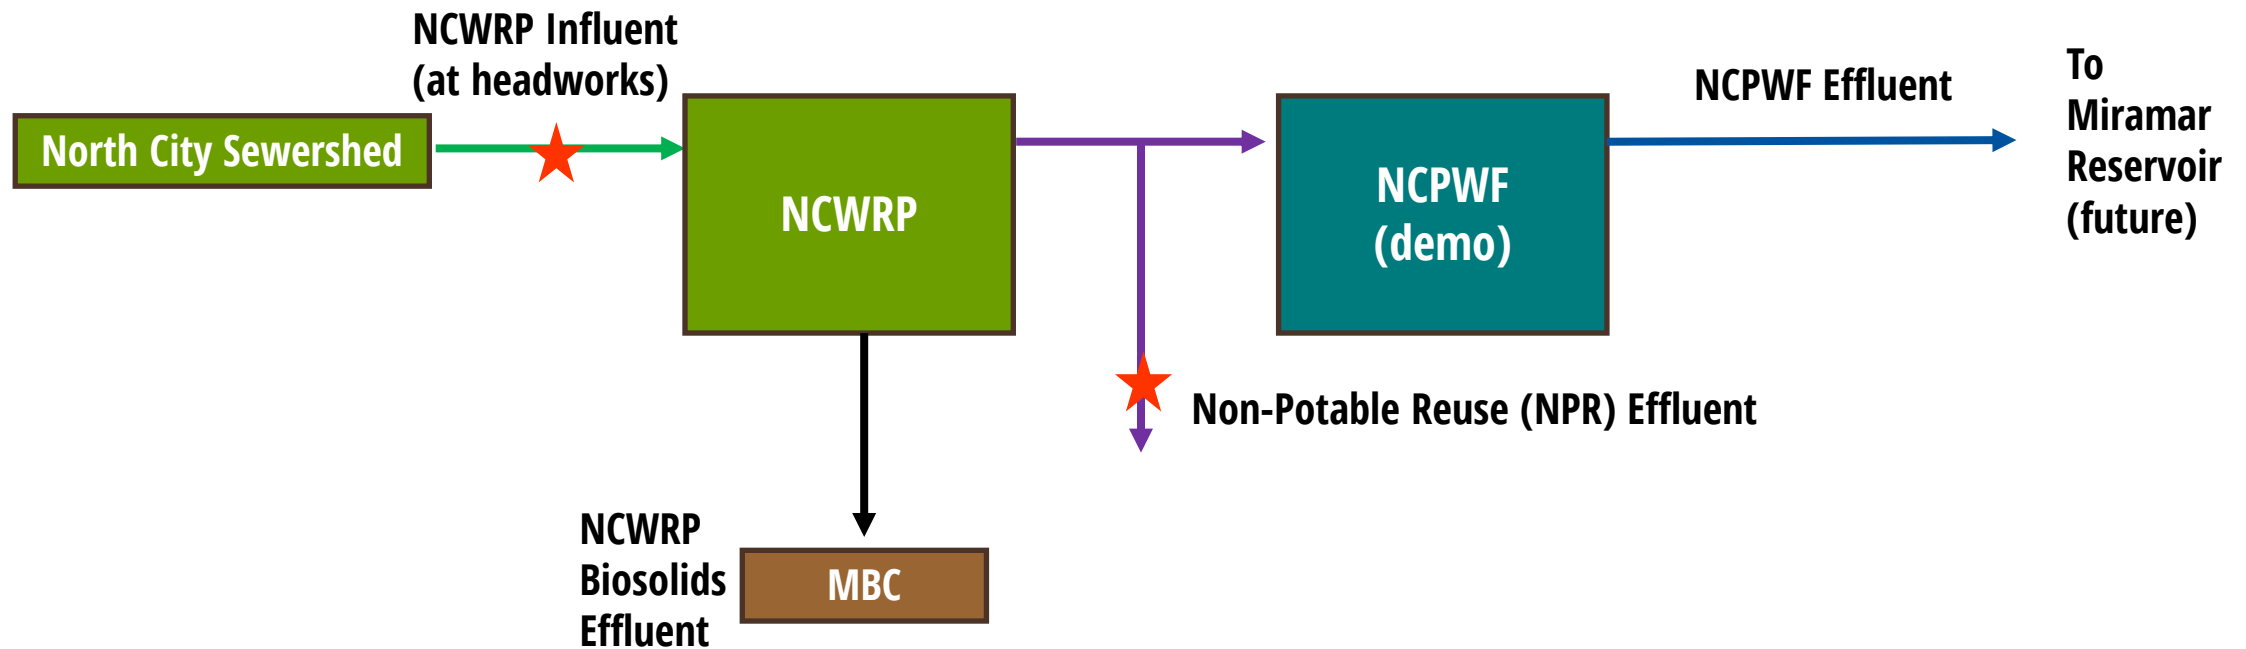 NCWRP Influent
(at headworks)
North City Sewershed
NCWRP
NCPWF
(demo)
NCPWF Effluent
To
Miramar
Reservoir
(future)
Non-Potable Reuse (NPR) Effluent
NCWRP
Biosolids
Effluent
MBC